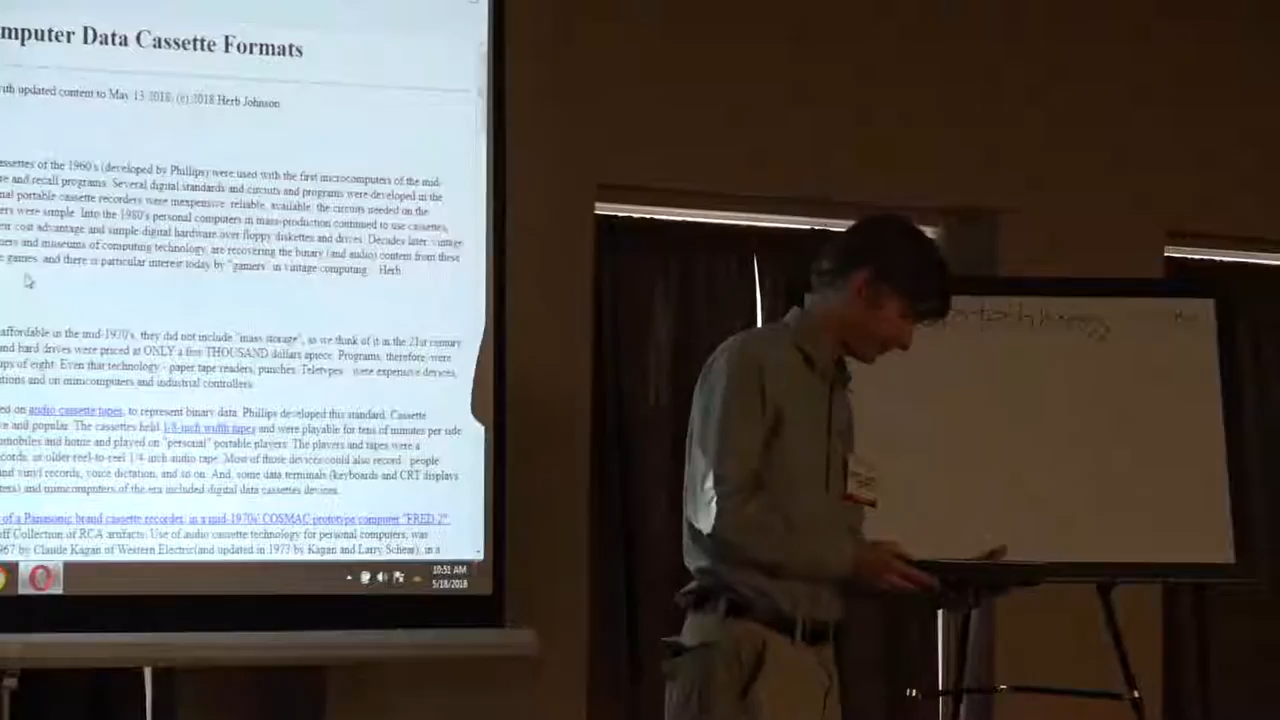 mputer Data Cassette Formats
with updated content to May 13 2018, (c) 2018 Herb Johnson
essettes of the 1960's (developed by Phillips) were used with the first microcomputers of the mid-
re and recall programs. Several digital standards and circuits and programs were developed in the
nal portable cassette recorders were inexpensive, reliable, available, the circuits needed on the
ers were simple. Into the 1980's personal computers in mass-production continued to use cassettes,
eir cost advantage and simple digital hardware over floppy diskettes and drives. Decades later, vintage
ners and museums of computing technology, are recovering the binary (and audio) content from these
e games, and there is particular interest today by "gamers" in vintage computing. Herb
affordable in the mid-1970's, they did not include "mass storage", as we think of it in the 21st century
and hard drives were priced at ONLY a few THOUSAND dollars apiece. Programs, therefore, were
ups of eight. Even that technology - paper tape readers, punches, Teletypes - were expensive devices,
tions and on minicomputers and industrial controllers.
ed on audio cassette tapes, to represent binary data. Phillips developed this standard. Cassette
e and popular. The cassettes held 1/8-inch width tapes and were playable for tens of minutes per side
mobiles and home and played on "personal" portable players. The players and tapes were a
cords, or older reel-to-reel 1/4 inch audio tape. Most of those devices could also record - people
and vinyl records, voice dictation, and so on. And, some data terminals (keyboards and CRT displays
ters) and minicomputers of the era included digital data cassettes devices.
of a Panasonic brand cassette recorder, in a mid-1970s' COSMAC prototype computer "FRED 2".
ff Collection of RCA artifacts. Use of audio cassette technology for personal computers, was
967 by Claude Kagan of Western Electric(and updated in 1973 by Kagan and Larry Schear), in a
10:51 AM
5/18/2018